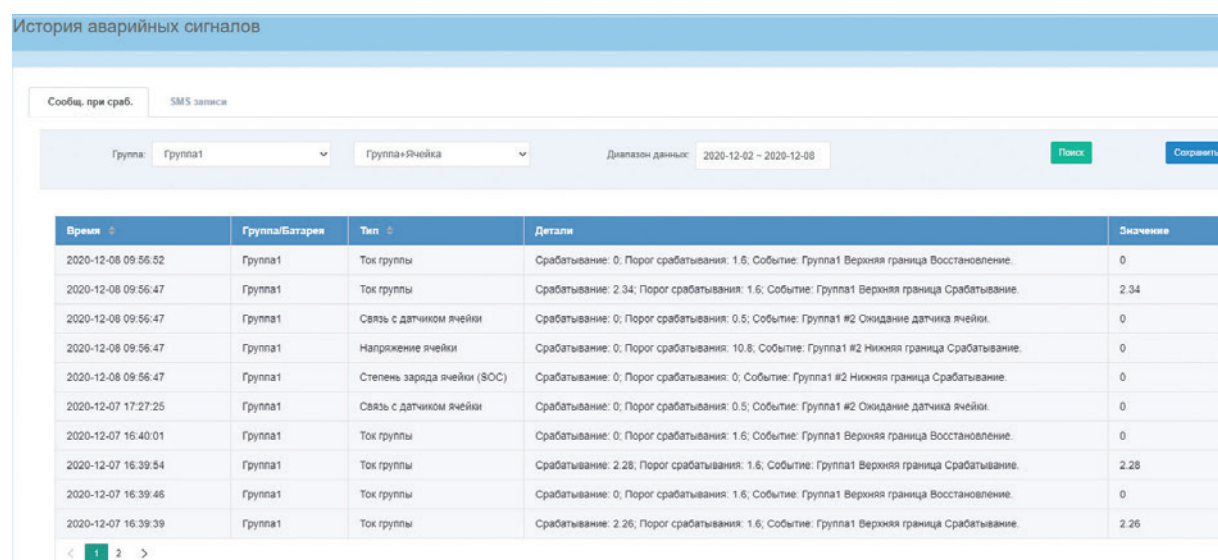 История аварийных сигналов
Сообщ. при сраб. SMS записи
Группа: Группа1 Группа+Ячейка Диапазон данных: 2020-12-02 ~ 2020-12-08 Поиск Сохранить
Время Группа/Батарея Тип Детали Значение
2020-12-08 09:56:52 Группа1 Ток группы Срабатывание: 0; Порог срабатывания: 1.6; Событие: Группа1 Верхняя граница Восстановление. 0
2020-12-08 09:56:47 Группа1 Ток группы Срабатывание: 2.34; Порог срабатывания: 1.6; Событие: Группа1 Верхняя граница Срабатывание. 2.34
2020-12-08 09:56:47 Группа1 Связь с датчиком ячейки Срабатывание: 0; Порог срабатывания: 0.5; Событие: Группа1 #2 Ожидание датчика ячейки. 0
2020-12-08 09:56:47 Группа1 Напряжение ячейки Срабатывание: 0; Порог срабатывания: 10.8; Событие: Группа1 #2 Нижняя граница Срабатывание. 0
2020-12-08 09:56:47 Группа1 Степень заряда ячейки (SOC) Срабатывание: 0; Порог срабатывания: 0; Событие: Группа1 #2 Нижняя граница Срабатывание. 0
2020-12-07 17:27:25 Группа1 Связь с датчиком ячейки Срабатывание: 0; Порог срабатывания: 0.5; Событие: Группа1 #2 Ожидание датчика ячейки. 0
2020-12-07 16:40:01 Группа1 Ток группы Срабатывание: 0; Порог срабатывания: 1.6; Событие: Группа1 Верхняя граница Восстановление. 0
2020-12-07 16:39:54 Группа1 Ток группы Срабатывание: 2.28; Порог срабатывания: 1.6; Событие: Группа1 Верхняя граница Срабатывание. 2.28
2020-12-07 16:39:46 Группа1 Ток группы Срабатывание: 0; Порог срабатывания: 1.6; Событие: Группа1 Верхняя граница Восстановление. 0
2020-12-07 16:39:39 Группа1 Ток группы Срабатывание: 2.26; Порог срабатывания: 1.6; Событие: Группа1 Верхняя граница Срабатывание. 2.26
< 1 2 >